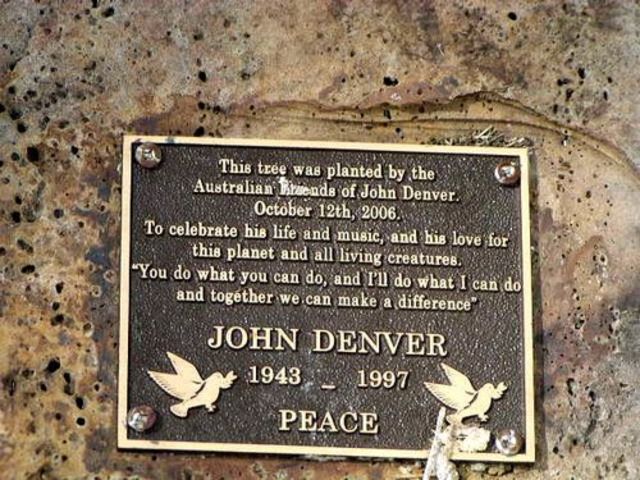 This tree was planted by the
Australian Friends of John Denver.
October 12th, 2006.
To celebrate his life and music, and his love for
this planet and all living creatures.
"You do what you can do, and I'll do what I can do
and together we can make a difference"
JOHN DENVER
1943 – 1997
PEACE